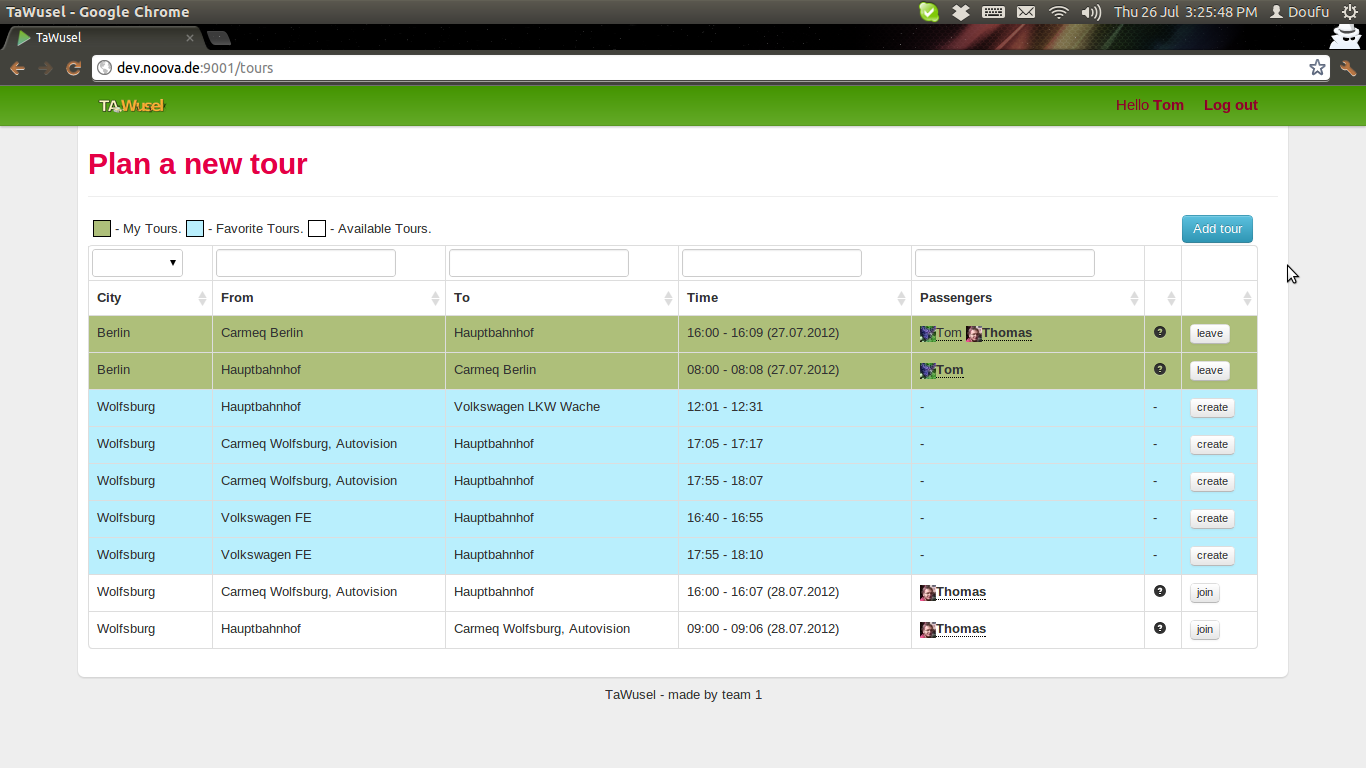 TaWusel - Google Chrome Thu 26 Jul 3:25:48 PM Doufu
TaWusel
dev.noova.de:9001/tours
TAWusel Hello Tom Log out
Plan a new tour
- My Tours. - Favorite Tours. - Available Tours. Add tour
City From To Time Passengers
Berlin Carmeq Berlin Hauptbahnhof 16:00 - 16:09 (27.07.2012) Tom Thomas ? leave
Berlin Hauptbahnhof Carmeq Berlin 08:00 - 08:08 (27.07.2012) Tom ? leave
Wolfsburg Hauptbahnhof Volkswagen LKW Wache 12:01 - 12:31 - - create
Wolfsburg Carmeq Wolfsburg, Autovision Hauptbahnhof 17:05 - 17:17 - - create
Wolfsburg Carmeq Wolfsburg, Autovision Hauptbahnhof 17:55 - 18:07 - - create
Wolfsburg Volkswagen FE Hauptbahnhof 16:40 - 16:55 - - create
Wolfsburg Volkswagen FE Hauptbahnhof 17:55 - 18:10 - - create
Wolfsburg Carmeq Wolfsburg, Autovision Hauptbahnhof 16:00 - 16:07 (28.07.2012) Thomas ? join
Wolfsburg Hauptbahnhof Carmeq Wolfsburg, Autovision 09:00 - 09:06 (28.07.2012) Thomas ? join
TaWusel - made by team 1